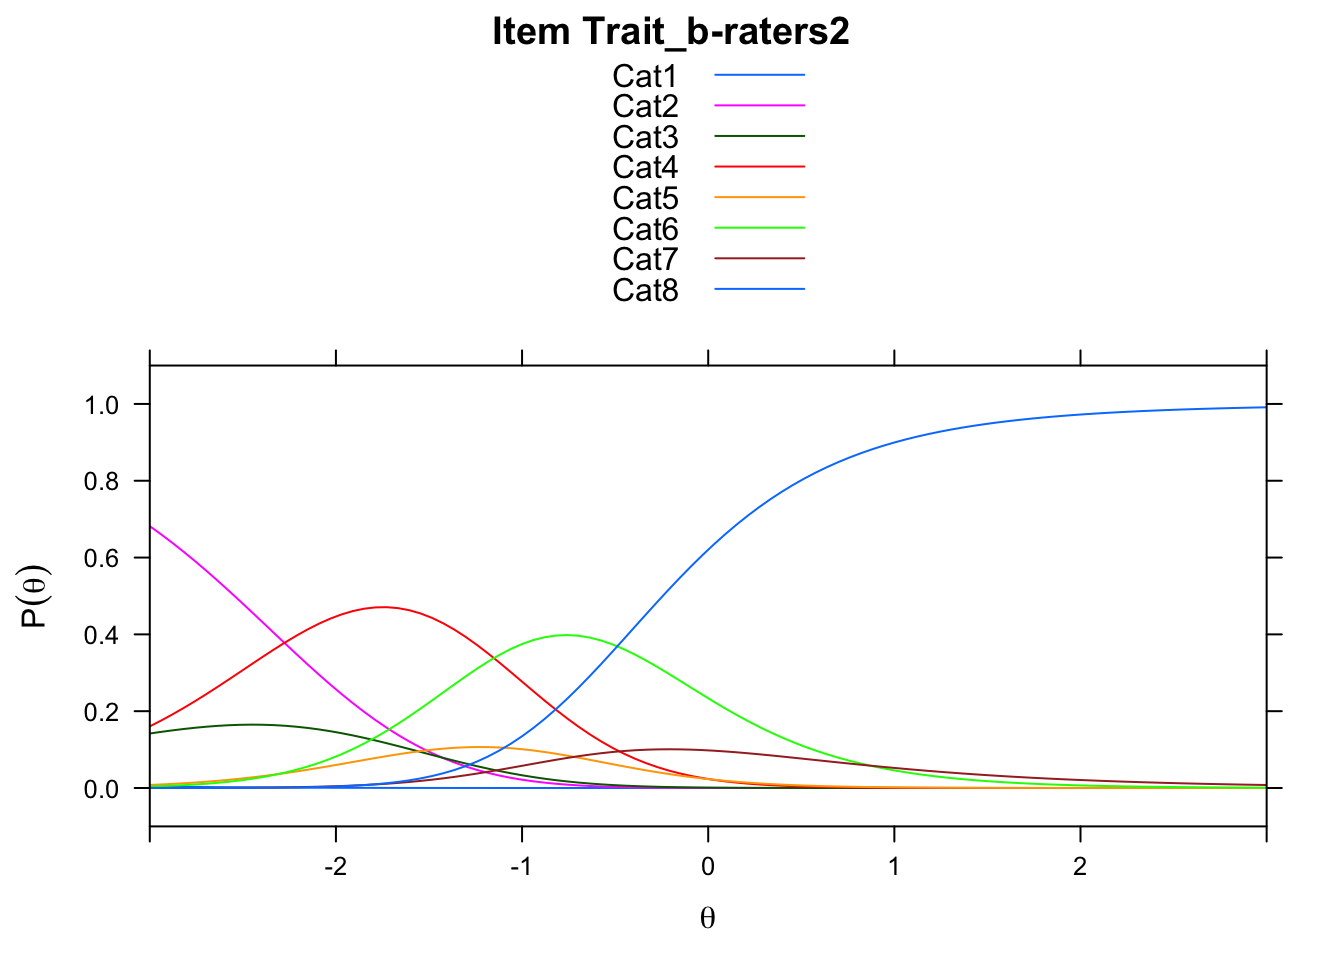 Item Trait_b-raters2
Cat1
Cat2
Cat3
Cat4
Cat5
Cat6
Cat7
Cat8
1.0
0.8
0.6
0.4
0.2
0.0
P(θ)
-2 -1 0 1 2
θ